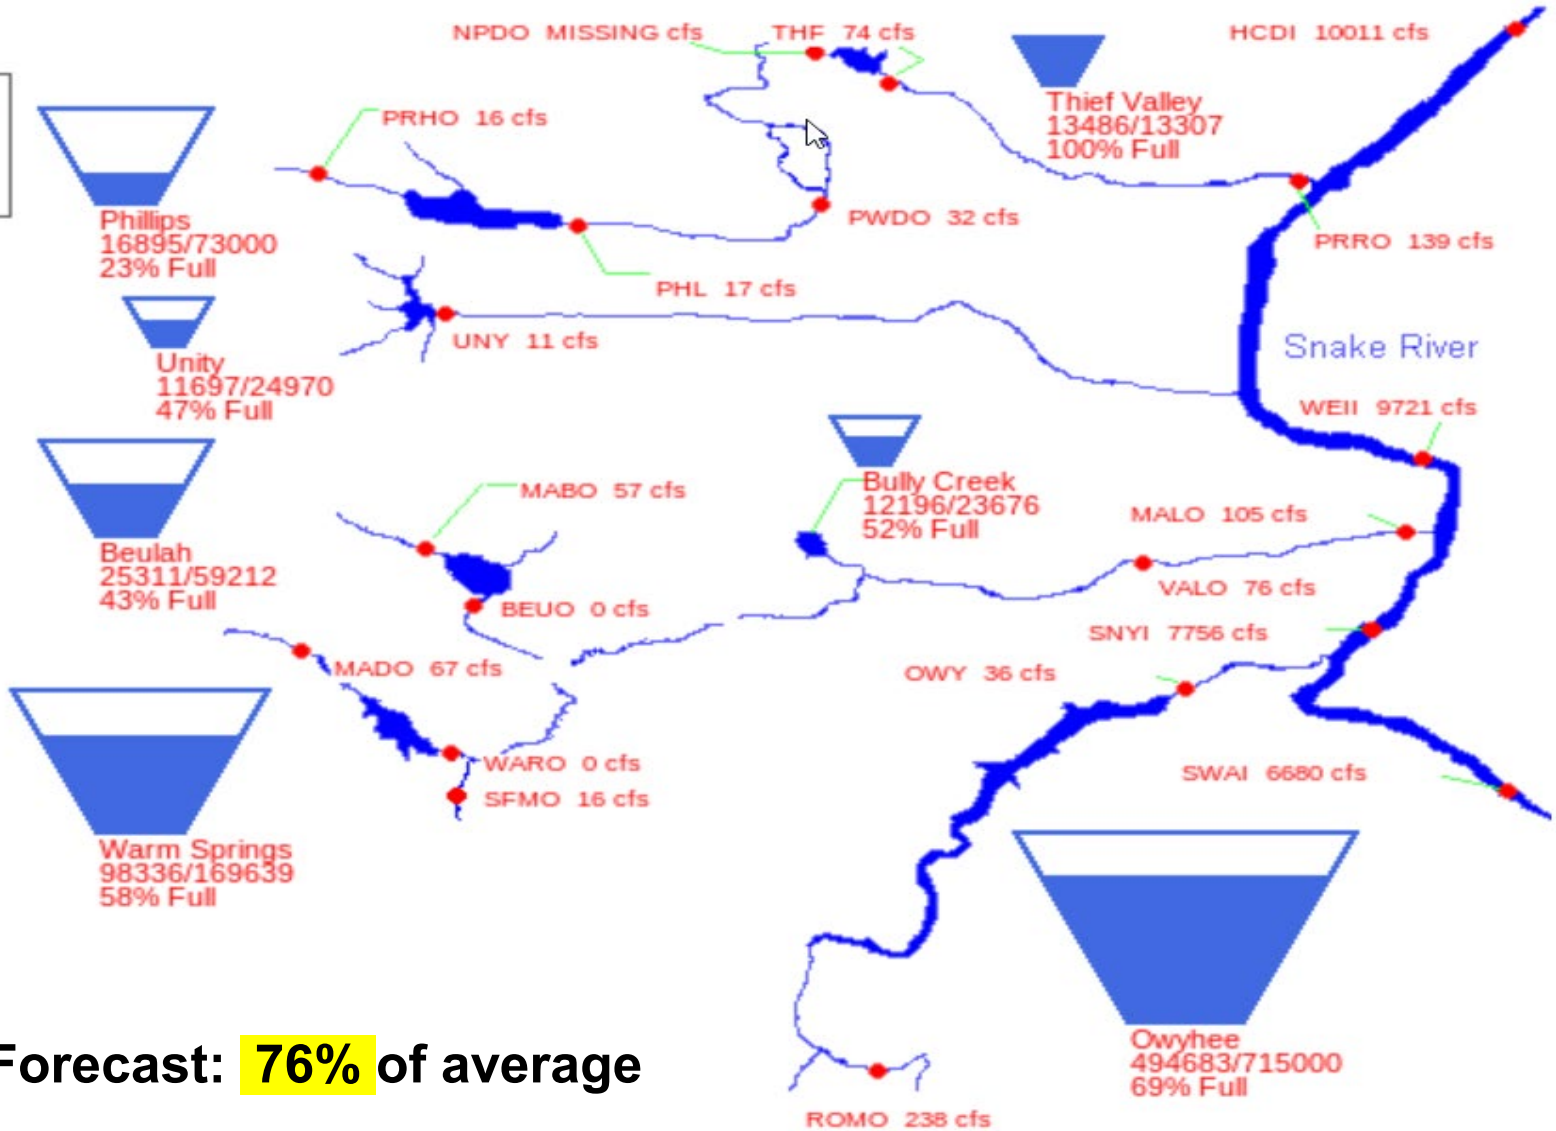 NPDO MISSING cfs
THF 74 cfs
HCDI 10011 cfs
Thief Valley
13486/13307
100% Full
PRHO 16 cfs
Phillips
16895/73000
23% Full
PWDO 32 cfs
PRRO 139 cfs
PHL 17 cfs
UNY 11 cfs
Unity
11697/24970
47% Full
Snake River
WEII 9721 cfs
Bully Creek
12196/23676
52% Full
MABO 57 cfs
MALO 105 cfs
Beulah
25311/59212
43% Full
VALO 76 cfs
BEUO 0 cfs
SNYI 7756 cfs
MADO 67 cfs
OWY 36 cfs
WARO 0 cfs
SFMO 16 cfs
SWAI 6680 cfs
Warm Springs
98336/169639
58% Full
Owyhee
494683/715000
69% Full
Forecast: 76% of average
ROMO 238 cfs